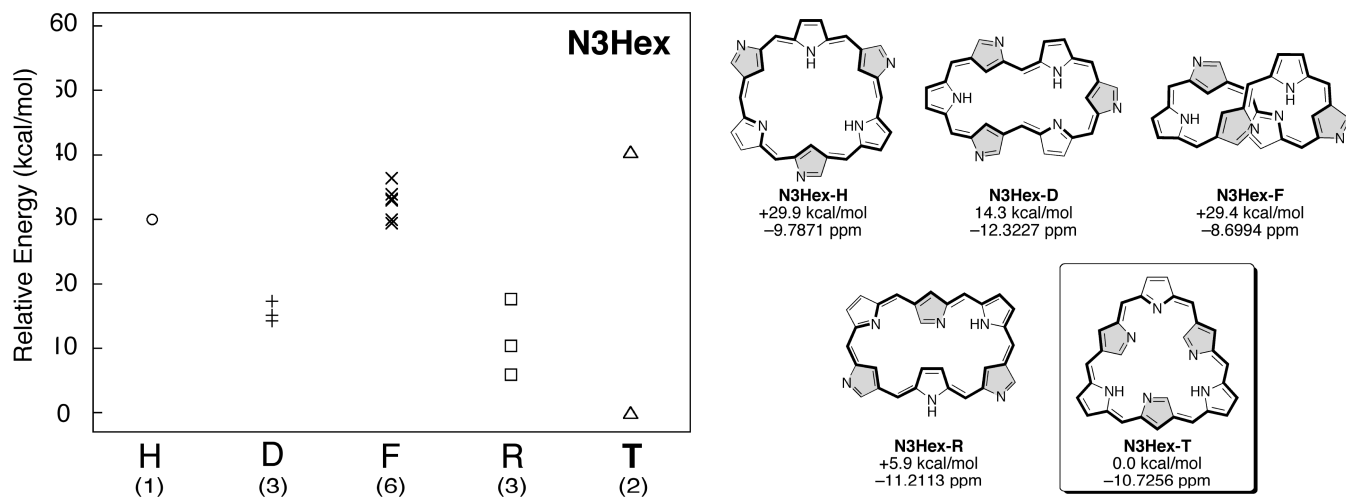 N3Hex
Relative Energy (kcal/mol)
60
50
40
30
20
10
0
H
D
F
R
T
(1)
(3)
(6)
(3)
(2)
N
N
H
N
N
HN
N
N3Hex-H
+29.9 kcal/mol
−9.7871 ppm
N
N
H
NH
N
N
N
N3Hex-D
14.3 kcal/mol
−12.3227 ppm
N
N
H
NH
N
N
N
N3Hex-F
+29.4 kcal/mol
−8.6994 ppm
N
N
HN
N
N
H
N
N3Hex-R
+5.9 kcal/mol
−11.2113 ppm
N
N
N
NH
N
HN
N3Hex-T
0.0 kcal/mol
−10.7256 ppm